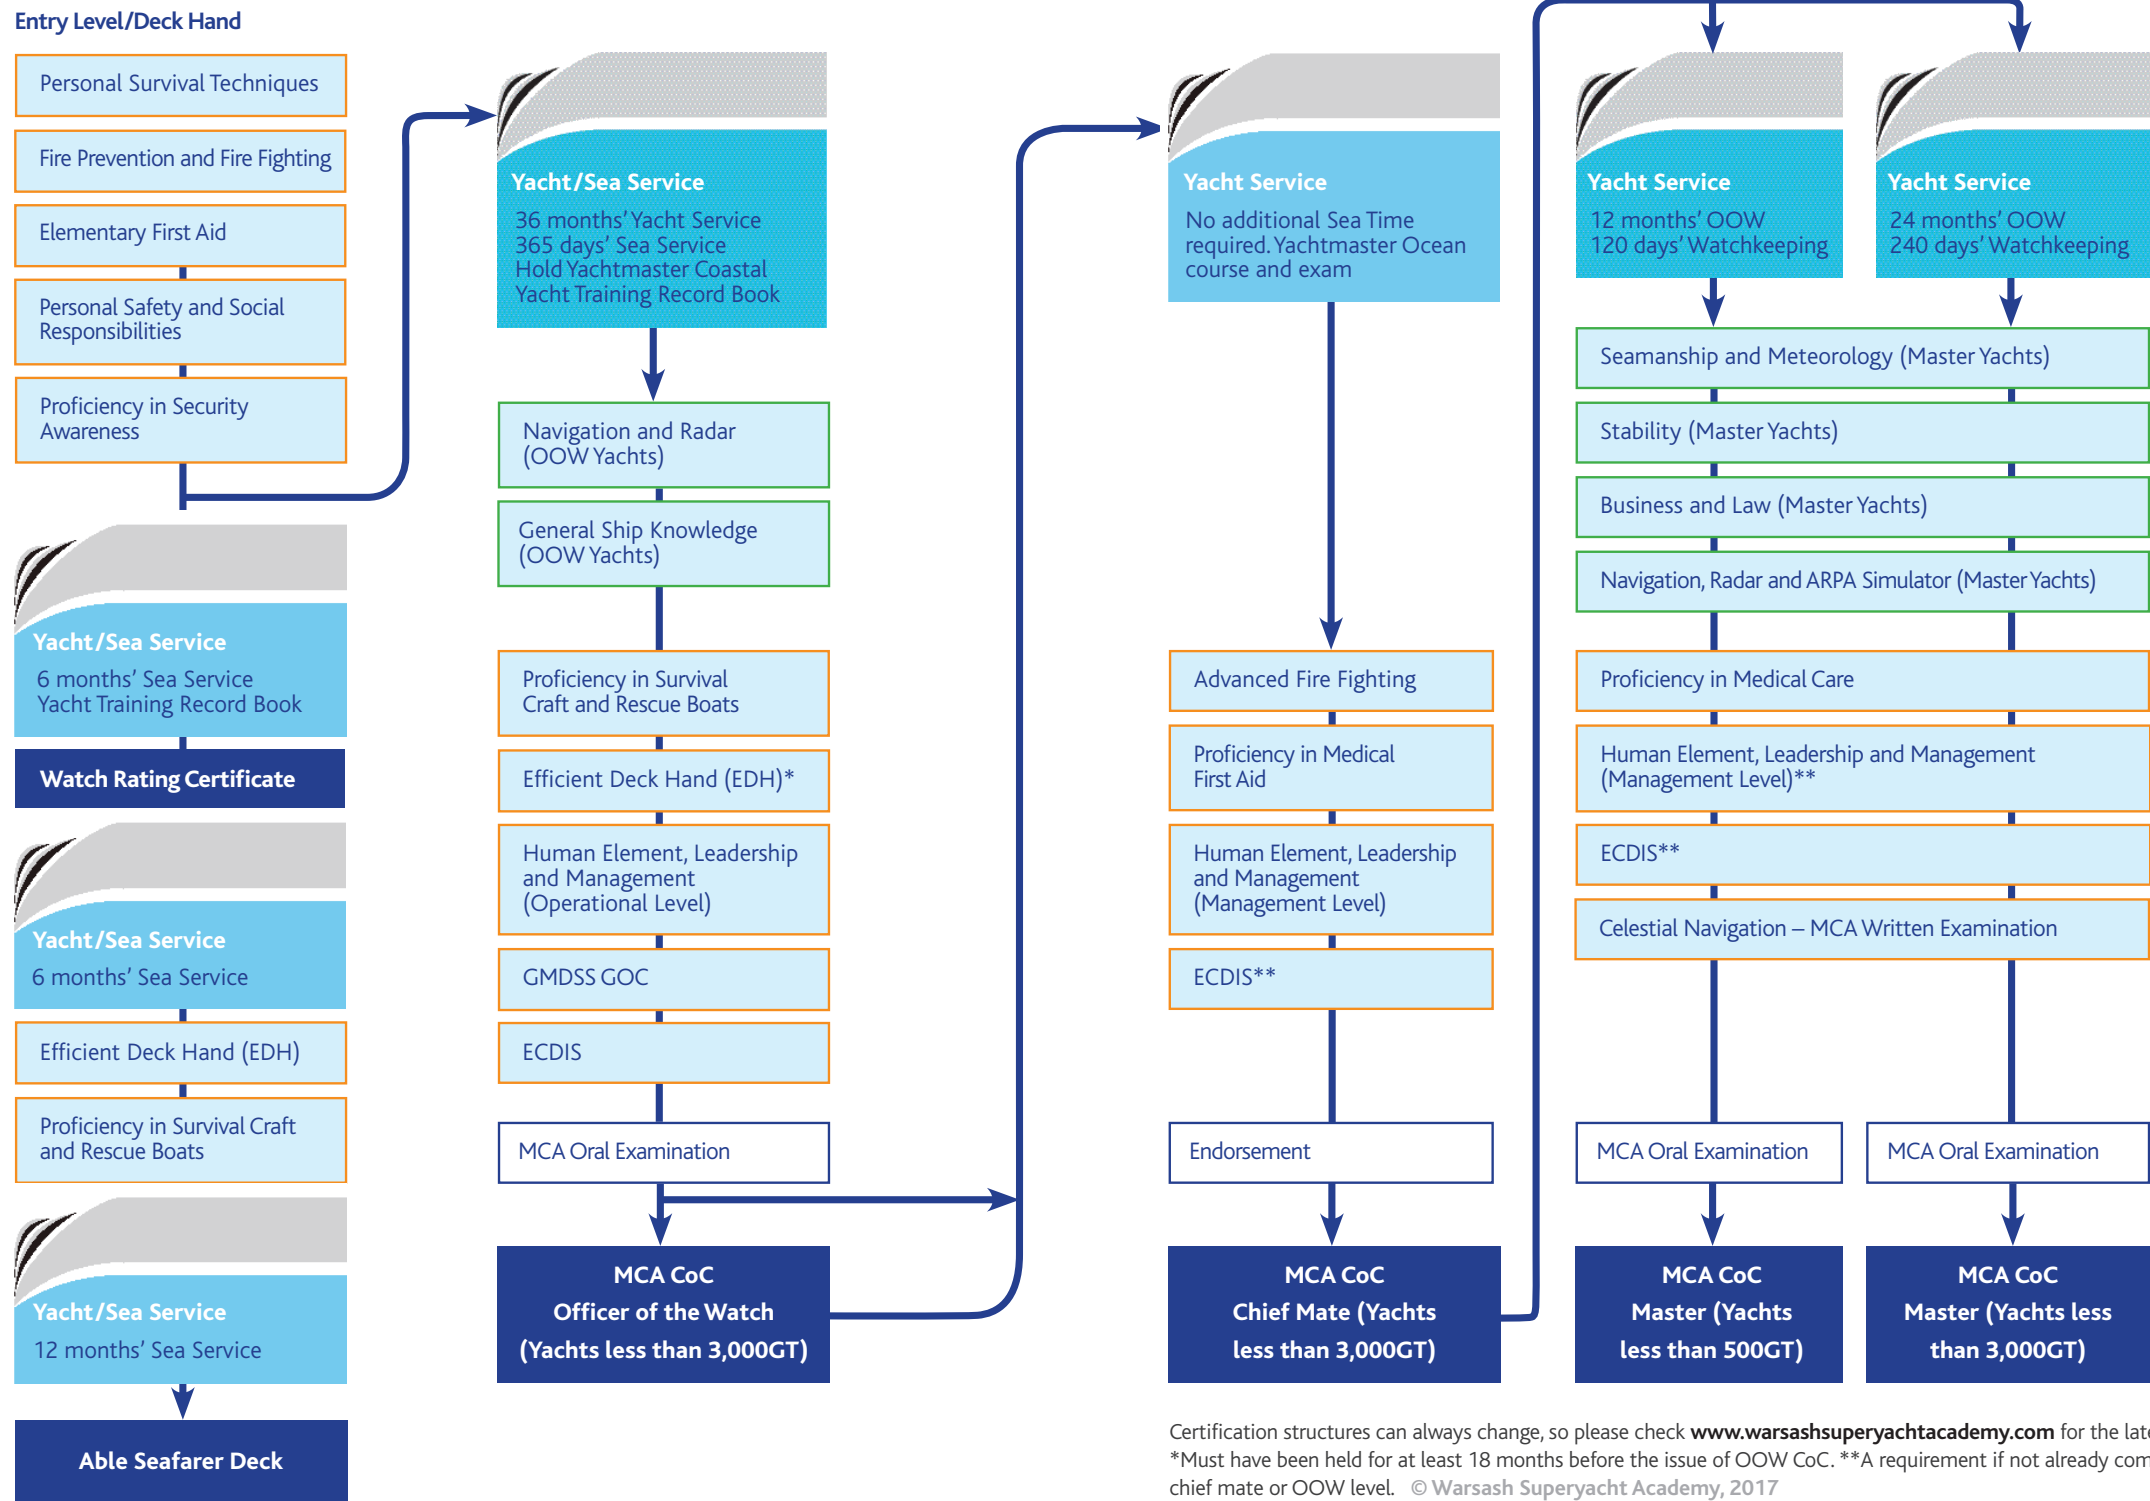 Entry Level/Deck Hand
Personal Survival Techniques
Fire Prevention and Fire Fighting
Elementary First Aid
Personal Safety and Social
Responsibilities
Proficiency in Security
Awareness
Yacht/Sea Service
6 months' Sea Service
Yacht Training Record Book
Watch Rating Certificate
Yacht/Sea Service
6 months' Sea Service
Efficient Deck Hand (EDH)
Proficiency in Survival Craft
and Rescue Boats
Yacht/Sea Service
12 months' Sea Service
Able Seafarer Deck
Yacht/Sea Service
36 months' Yacht Service
365 days' Sea Service
Hold Yachtmaster Coastal
Yacht Training Record Book
Navigation and Radar
(OOW Yachts)
General Ship Knowledge
(OOW Yachts)
Proficiency in Survival
Craft and Rescue Boats
Efficient Deck Hand (EDH)*
Human Element, Leadership
and Management
(Operational Level)
GMDSS GOC
ECDIS
MCA Oral Examination
MCA CoC
Officer of the Watch
(Yachts less than 3,000GT)
Yacht Service
No additional Sea Time
required. Yachtmaster Ocean
course and exam
Advanced Fire Fighting
Proficiency in Medical
First Aid
Human Element, Leadership
and Management
(Management Level)
ECDIS**
Endorsement
MCA CoC
Chief Mate (Yachts
less than 3,000GT)
Yacht Service
12 months' OOW
120 days' Watchkeeping
Yacht Service
24 months' OOW
240 days' Watchkeeping
Seamanship and Meteorology (Master Yachts)
Stability (Master Yachts)
Business and Law (Master Yachts)
Navigation, Radar and ARPA Simulator (Master Yachts)
Proficiency in Medical Care
Human Element, Leadership and Management
(Management Level)**
ECDIS**
Celestial Navigation – MCA Written Examination
MCA Oral Examination
MCA Oral Examination
MCA CoC
Master (Yachts
less than 500GT)
MCA CoC
Master (Yachts less
than 3,000GT)
Certification structures can always change, so please check www.warsashsuperyachtacademy.com for the
*Must have been held for at least 18 months before the issue of OOW CoC. **A requirement if not already
chief mate or OOW level. © Warsash Superyacht Academy, 2017